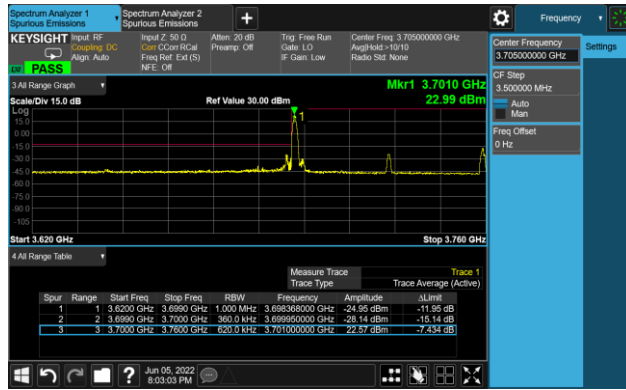 Spectrum Analyzer 1
Spurious Emissions
Spectrum Analyzer 2
Spurious Emissions
+
Frequency
KEYSIGHT
Input: RF
Coupling: DC
Align: Auto
Input Z: 50 Ω
Corr CCorr RCal
Freq Ref: Ext (S)
NFE: Off
Atten: 20 dB
Preamp: Off
Trig: Free Run
Gate: LO
IF Gain: Low
Center Freq: 3.705000000 GHz
Avg|Hold:>10/10
Radio Std: None
PASS
Center Frequency
3.705000000 GHz
Settings
CF Step
3.500000 MHz
Auto
Man
Freq Offset
0 Hz
3 All Range Graph
Mkr1 3.7010 GHz
Scale/Div 15.0 dB
Ref Value 30.00 dBm
22.99 dBm
Log
15.0
0.00
-15.0
-30.0
-45.0
-60.0
-75.0
-90.0
-105
1
Start 3.620 GHz
Stop 3.760 GHz
4 All Range Table
Measure Trace Trace 1
Trace Type Trace Average (Active)
Spur Range Start Freq Stop Freq RBW Frequency Amplitude ΔLimit
1 1 3.6200 GHz 3.6990 GHz 1.000 MHz 3.698368000 GHz -24.95 dBm -11.95 dB
2 2 3.6990 GHz 3.7000 GHz 360.0 kHz 3.699950000 GHz -28.14 dBm -15.14 dB
3 3 3.7000 GHz 3.7600 GHz 620.0 kHz 3.701000000 GHz 22.57 dBm -7.434 dB
?
Jun 05, 2022
8:03:03 PM